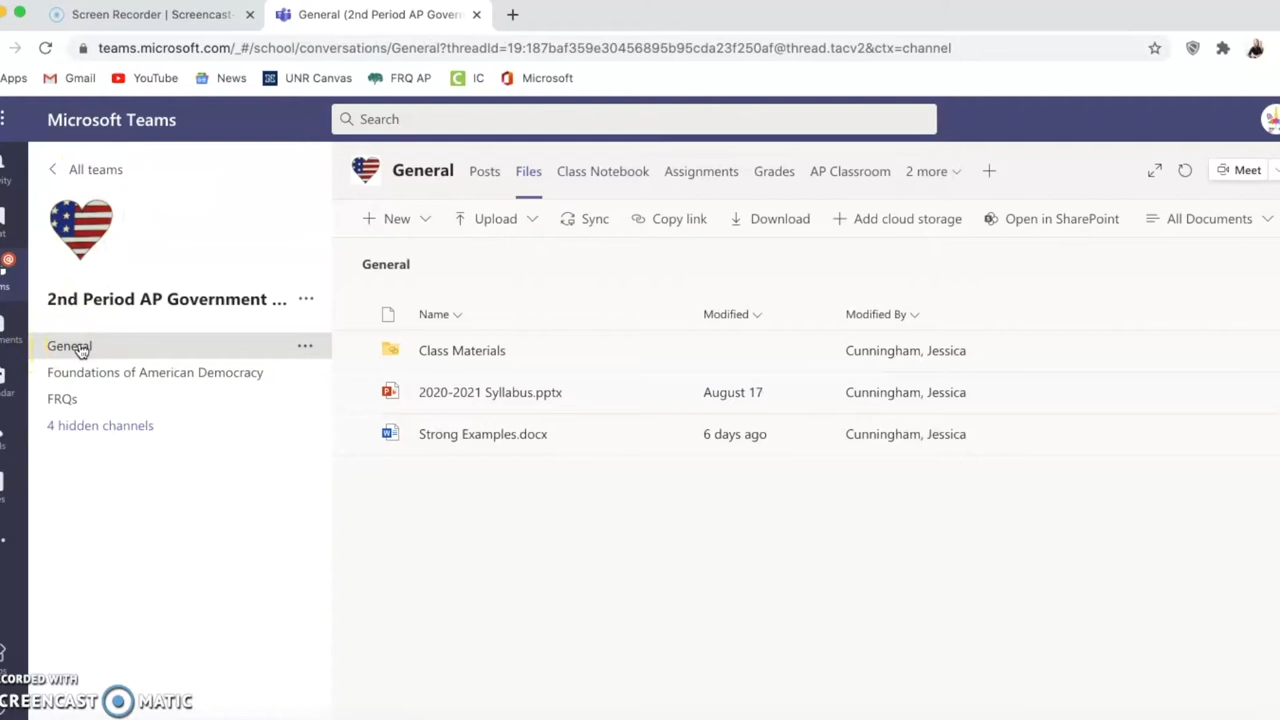 Screen Recorder | Screencast-
General (2nd Period AP Govern
teams.microsoft.com/_#/school/conversations/General?threadId=19:187baf359e30456895b95cda23f250af@thread.tacv2&ctx=channel
Apps Gmail YouTube News UNR Canvas FRQ AP IC Microsoft
Microsoft Teams
Search
All teams
General Posts Files Class Notebook Assignments Grades AP Classroom 2 more Meet
New Upload Sync Copy link Download Add cloud storage Open in SharePoint All Documents
General
2nd Period AP Government ...
Name Modified Modified By
General
Class Materials Cunningham, Jessica
Foundations of American Democracy
2020-2021 Syllabus.pptx August 17 Cunningham, Jessica
FRQs
4 hidden channels
Strong Examples.docx 6 days ago Cunningham, Jessica
CORDED WITH
CREENCAST MATIC